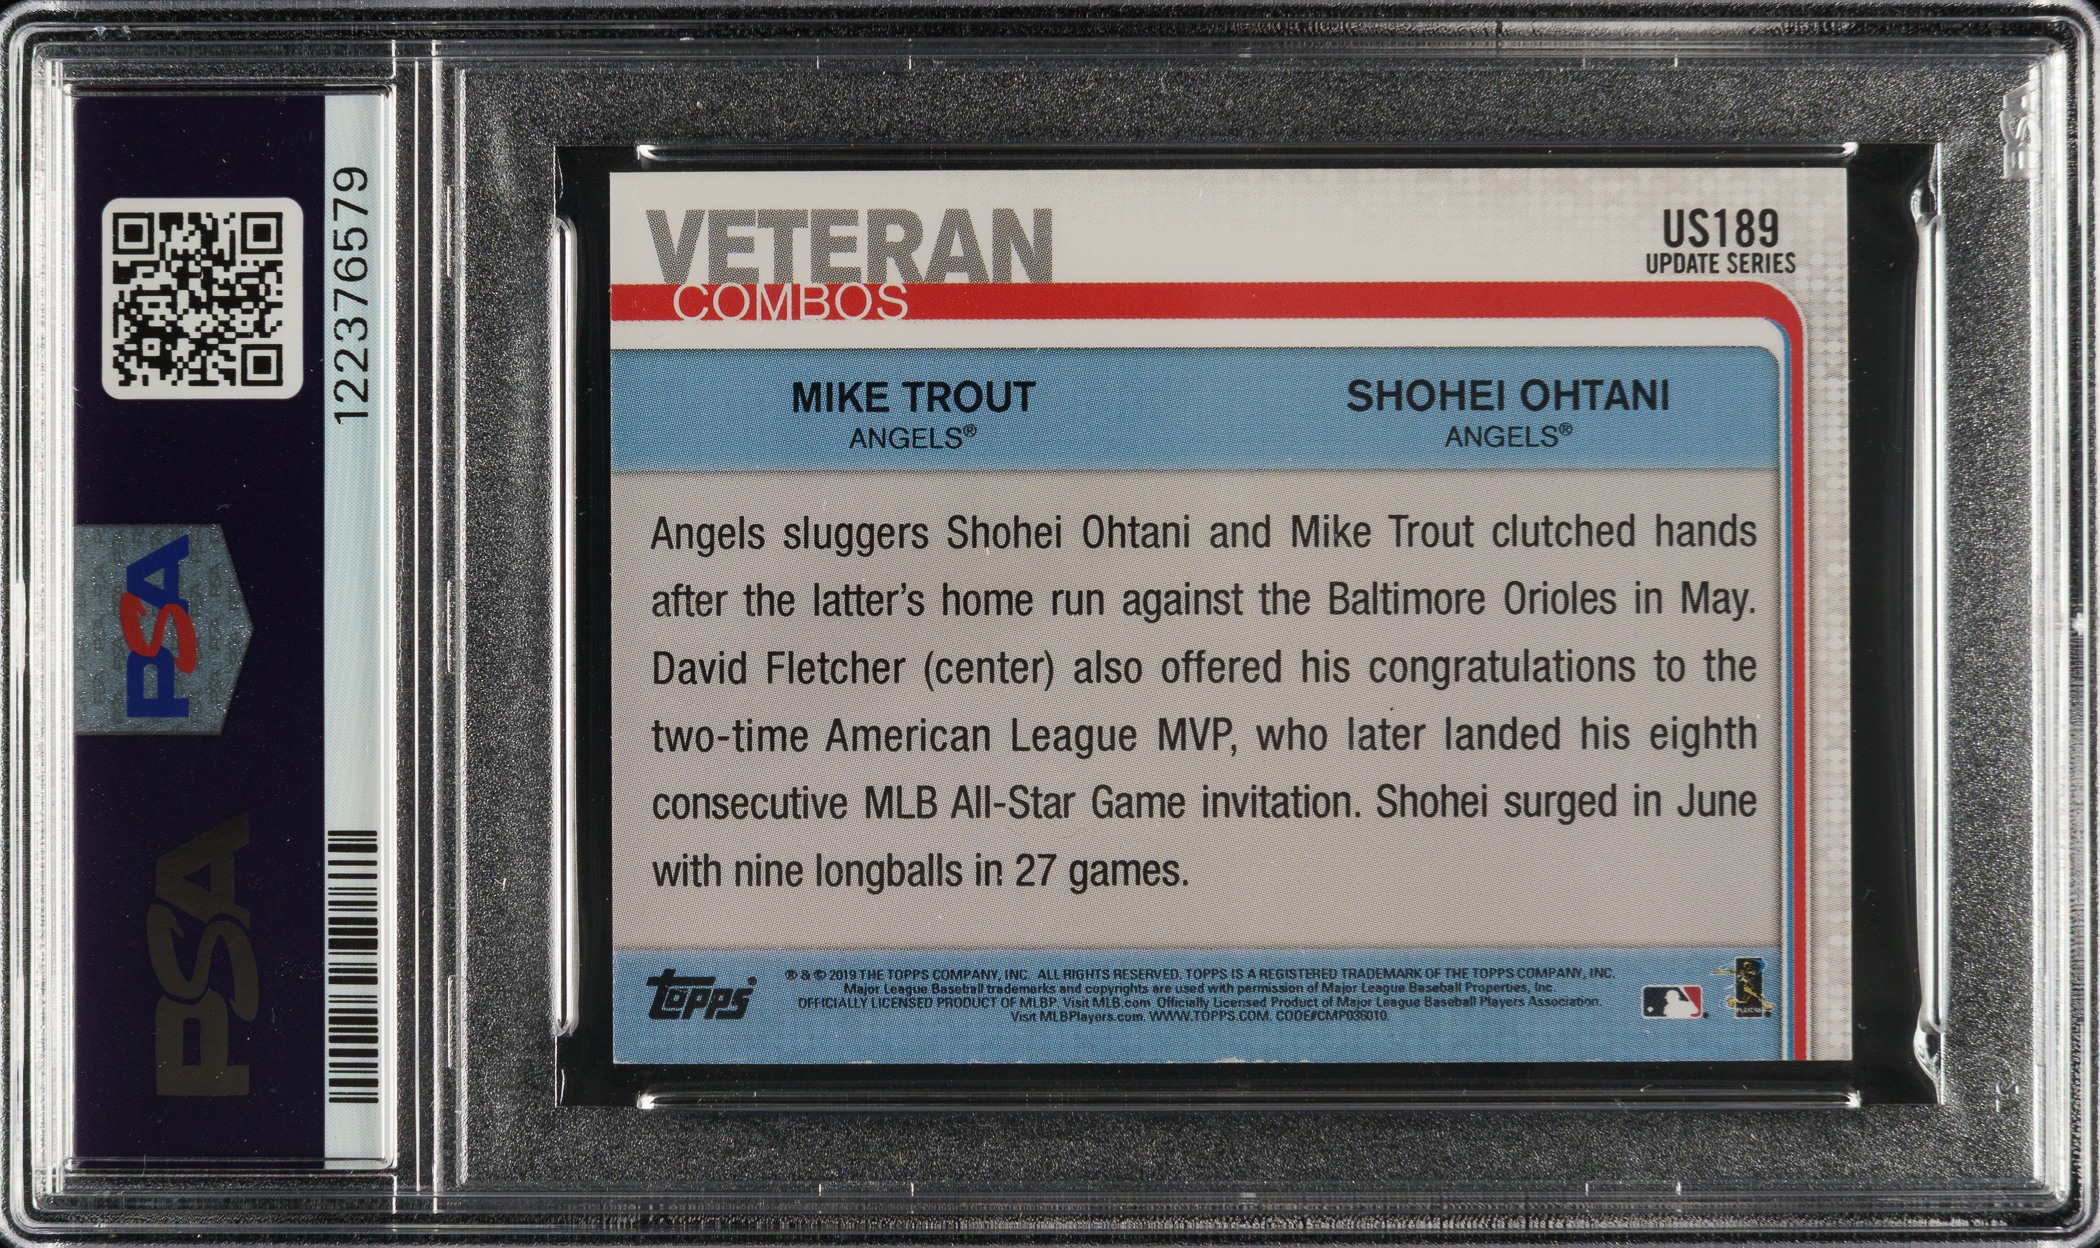 VETERAN
COMBOS
US189
UPDATE SERIES
MIKE TROUT
ANGELS®
SHOHEI OHTANI
ANGELS®
Angels sluggers Shohei Ohtani and Mike Trout clutched hands
after the latter's home run against the Baltimore Orioles in May.
David Fletcher (center) also offered his congratulations to the
two-time American League MVP, who later landed his eighth
consecutive MLB All-Star Game invitation. Shohei surged in June
with nine longballs in 27 games.
topps
® & © 2019 THE TOPPS COMPANY, INC. ALL RIGHTS RESERVED. TOPPS IS A REGISTERED TRADEMARK OF THE TOPPS COMPANY, INC.
Major League Baseball trademarks and copyrights are used with permission of Major League Baseball Properties, Inc.
OFFICIALLY LICENSED PRODUCT OF MLBP. Visit MLB.com. Officially Licensed Product of Major League Baseball Players Association.
Visit MLBPlayers.com. WWW.TOPPS.COM. CODE#CMP036010.
122376579
PSA
PSA
PSA